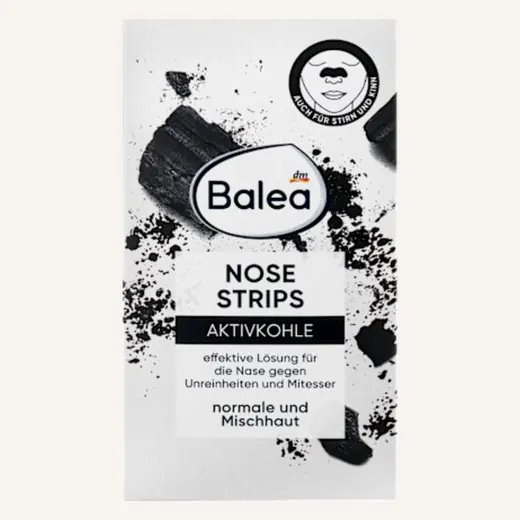 AUCH FÜR STIRN UND KINN
dm
Balea
NOSE
STRIPS
AKTIVKOHLE
effektive Lösung für
die Nase gegen
Unreinheiten und Mitesser
normale und
Mischhaut